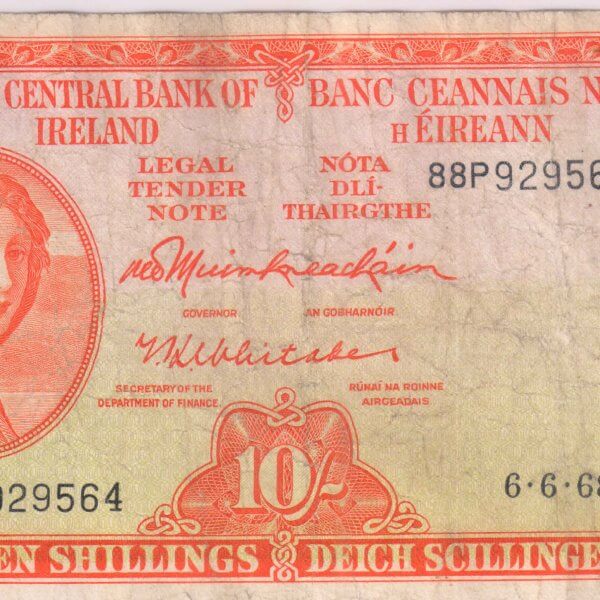 CENTRAL BANK OF
IRELAND
BANC CEANNAIS N
H ÉIREANN
LEGAL
TENDER
NOTE
NÓTA
DLÍ-
THAIRGTHE
88P92956
GOVERNOR
AN GOBHARNÓIR
T.K. Whitaker
SECRETARY OF THE
DEPARTMENT OF FINANCE.
RÚNAÍ NA ROINNE
AIRGEADAIS.
10/-
929564
6·6·68
EN SHILLINGS
DEICH SCILLINGE